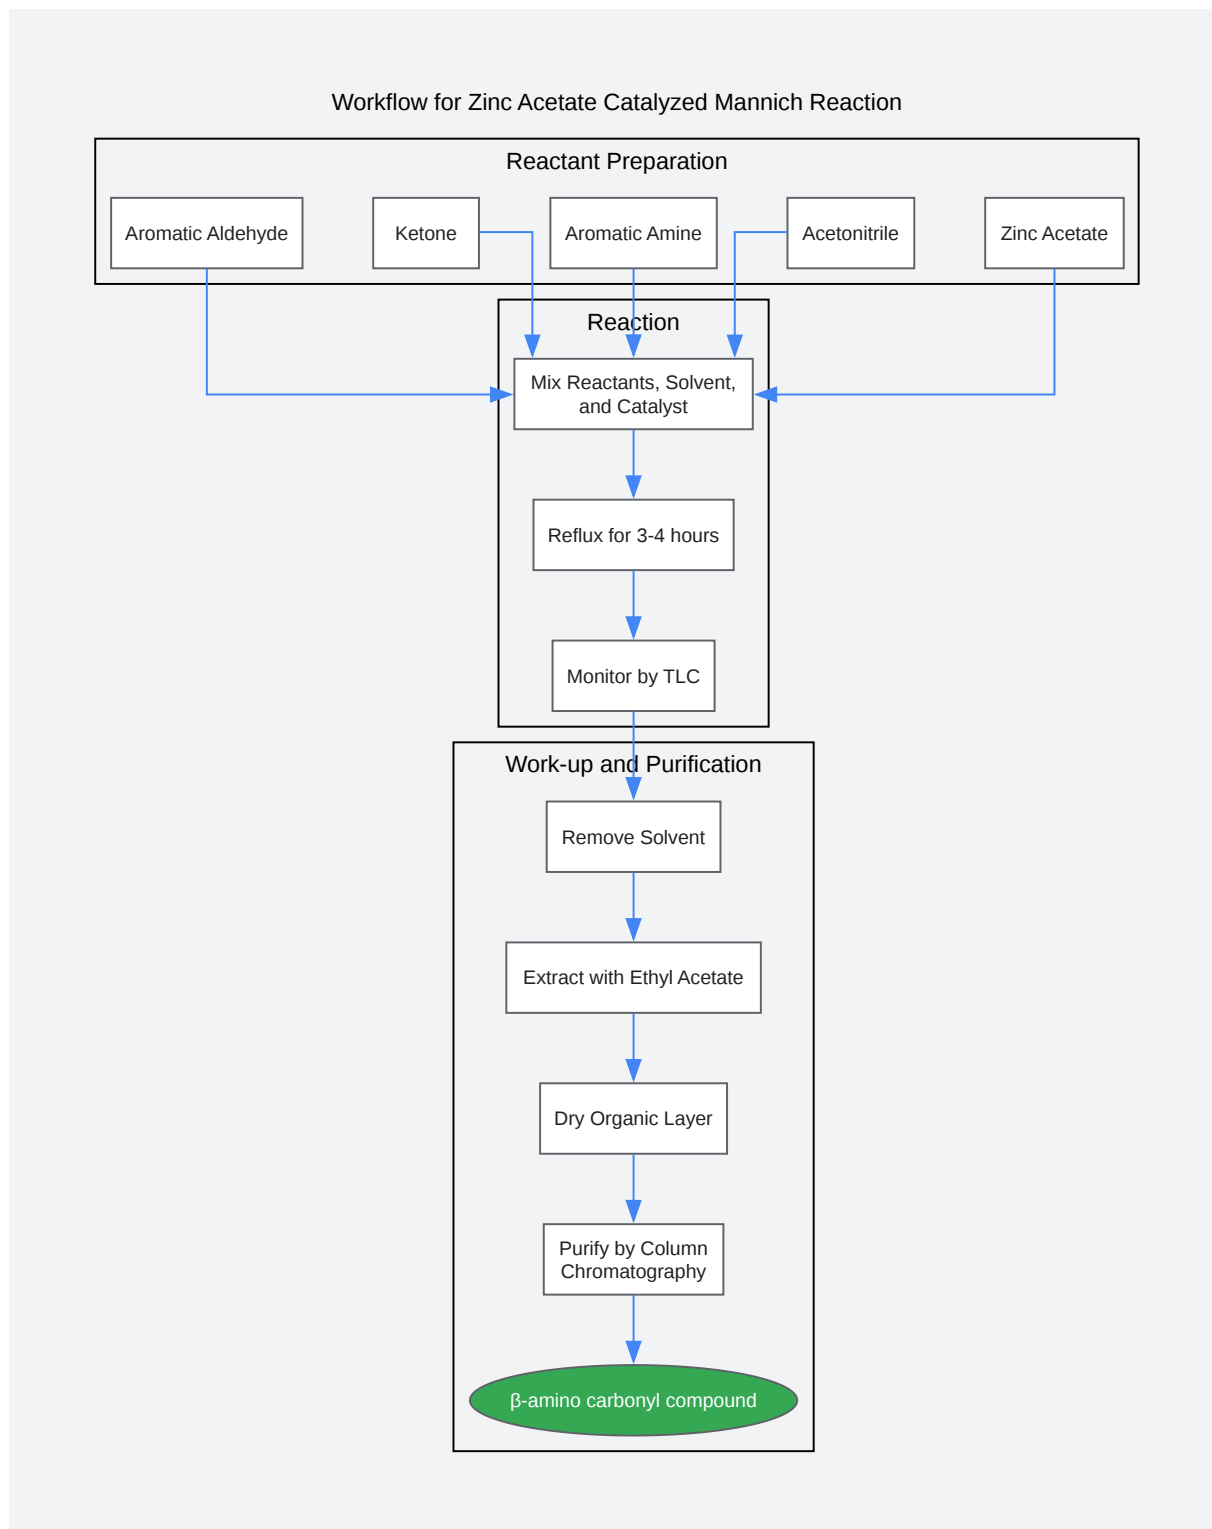 Workflow for Zinc Acetate Catalyzed Mannich Reaction
Reactant Preparation
Aromatic Aldehyde
Ketone
Aromatic Amine
Acetonitrile
Zinc Acetate
Reaction
Mix Reactants, Solvent,
and Catalyst
Reflux for 3-4 hours
Monitor by TLC
Work-up and Purification
Remove Solvent
Extract with Ethyl Acetate
Dry Organic Layer
Purify by Column
Chromatography
β-amino carbonyl compound